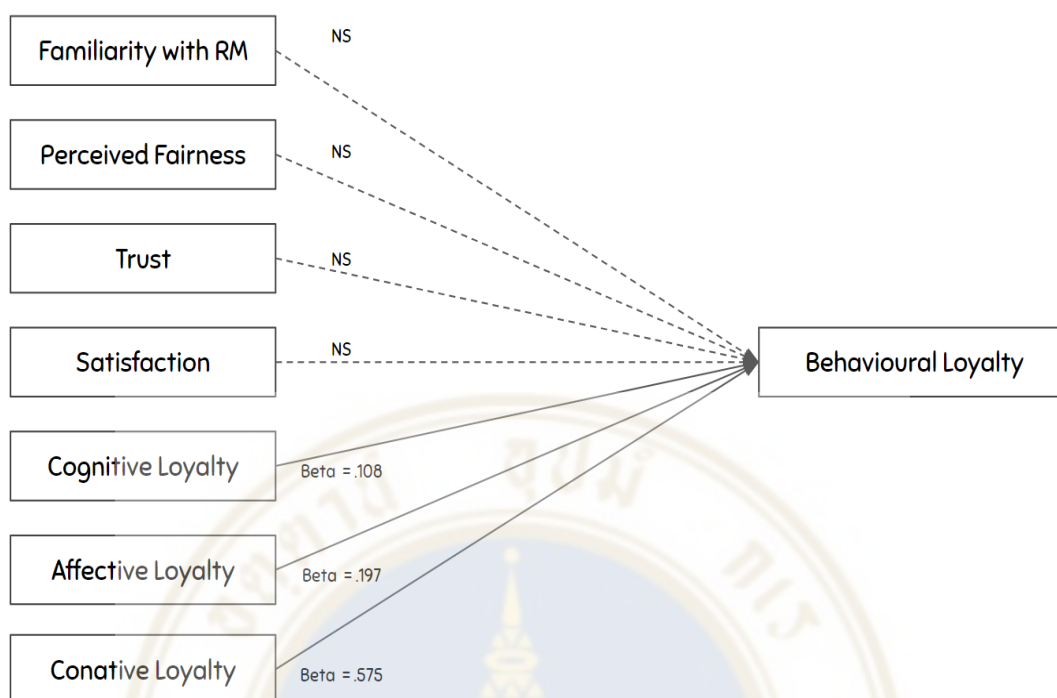 Familiarity with RM
NS
Perceived Fairness
NS
Trust
NS
Satisfaction
NS
Behavioural Loyalty
Cognitive Loyalty
Beta = .108
Affective Loyalty
Beta = .197
Conative Loyalty
Beta = .575